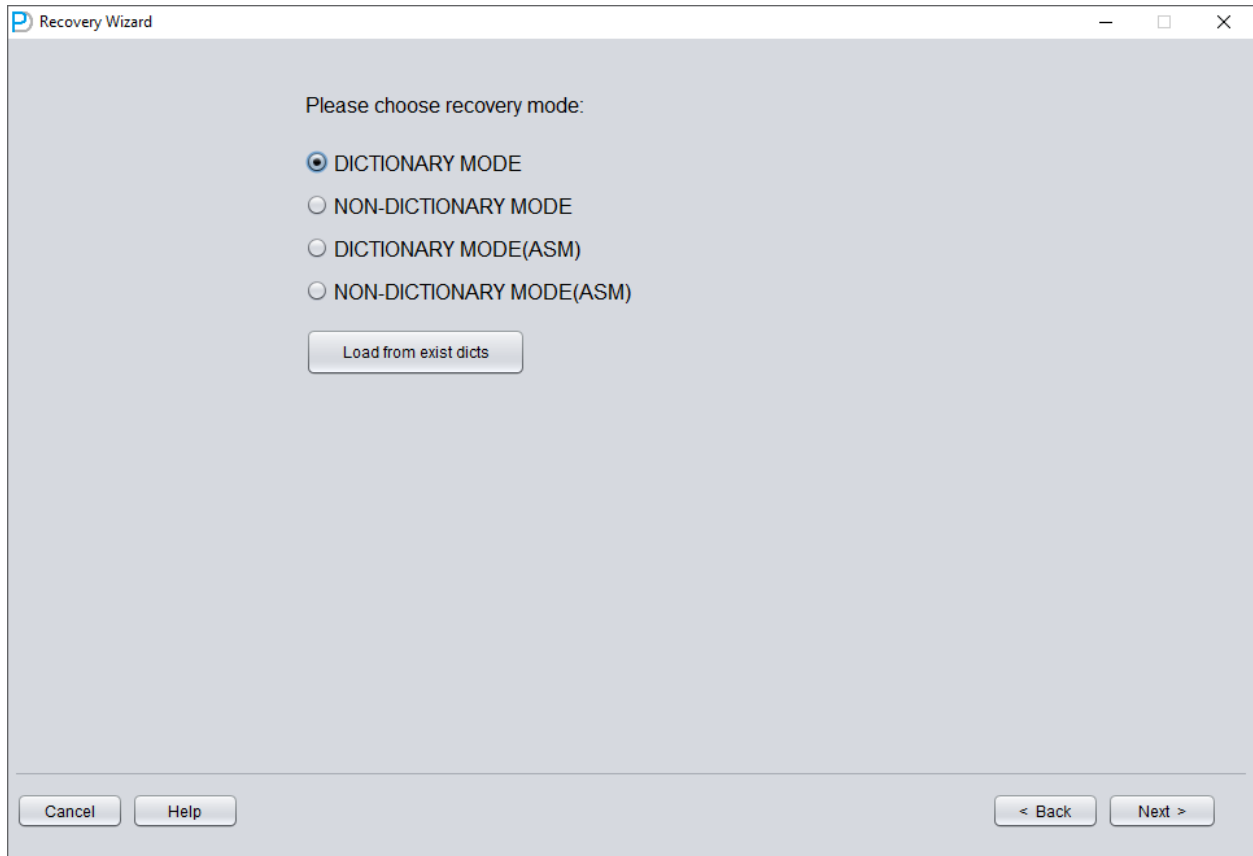 Recovery Wizard
Please choose recovery mode:
DICTIONARY MODE
NON-DICTIONARY MODE
DICTIONARY MODE(ASM)
NON-DICTIONARY MODE(ASM)
Load from exist dicts
Cancel Help < Back Next >